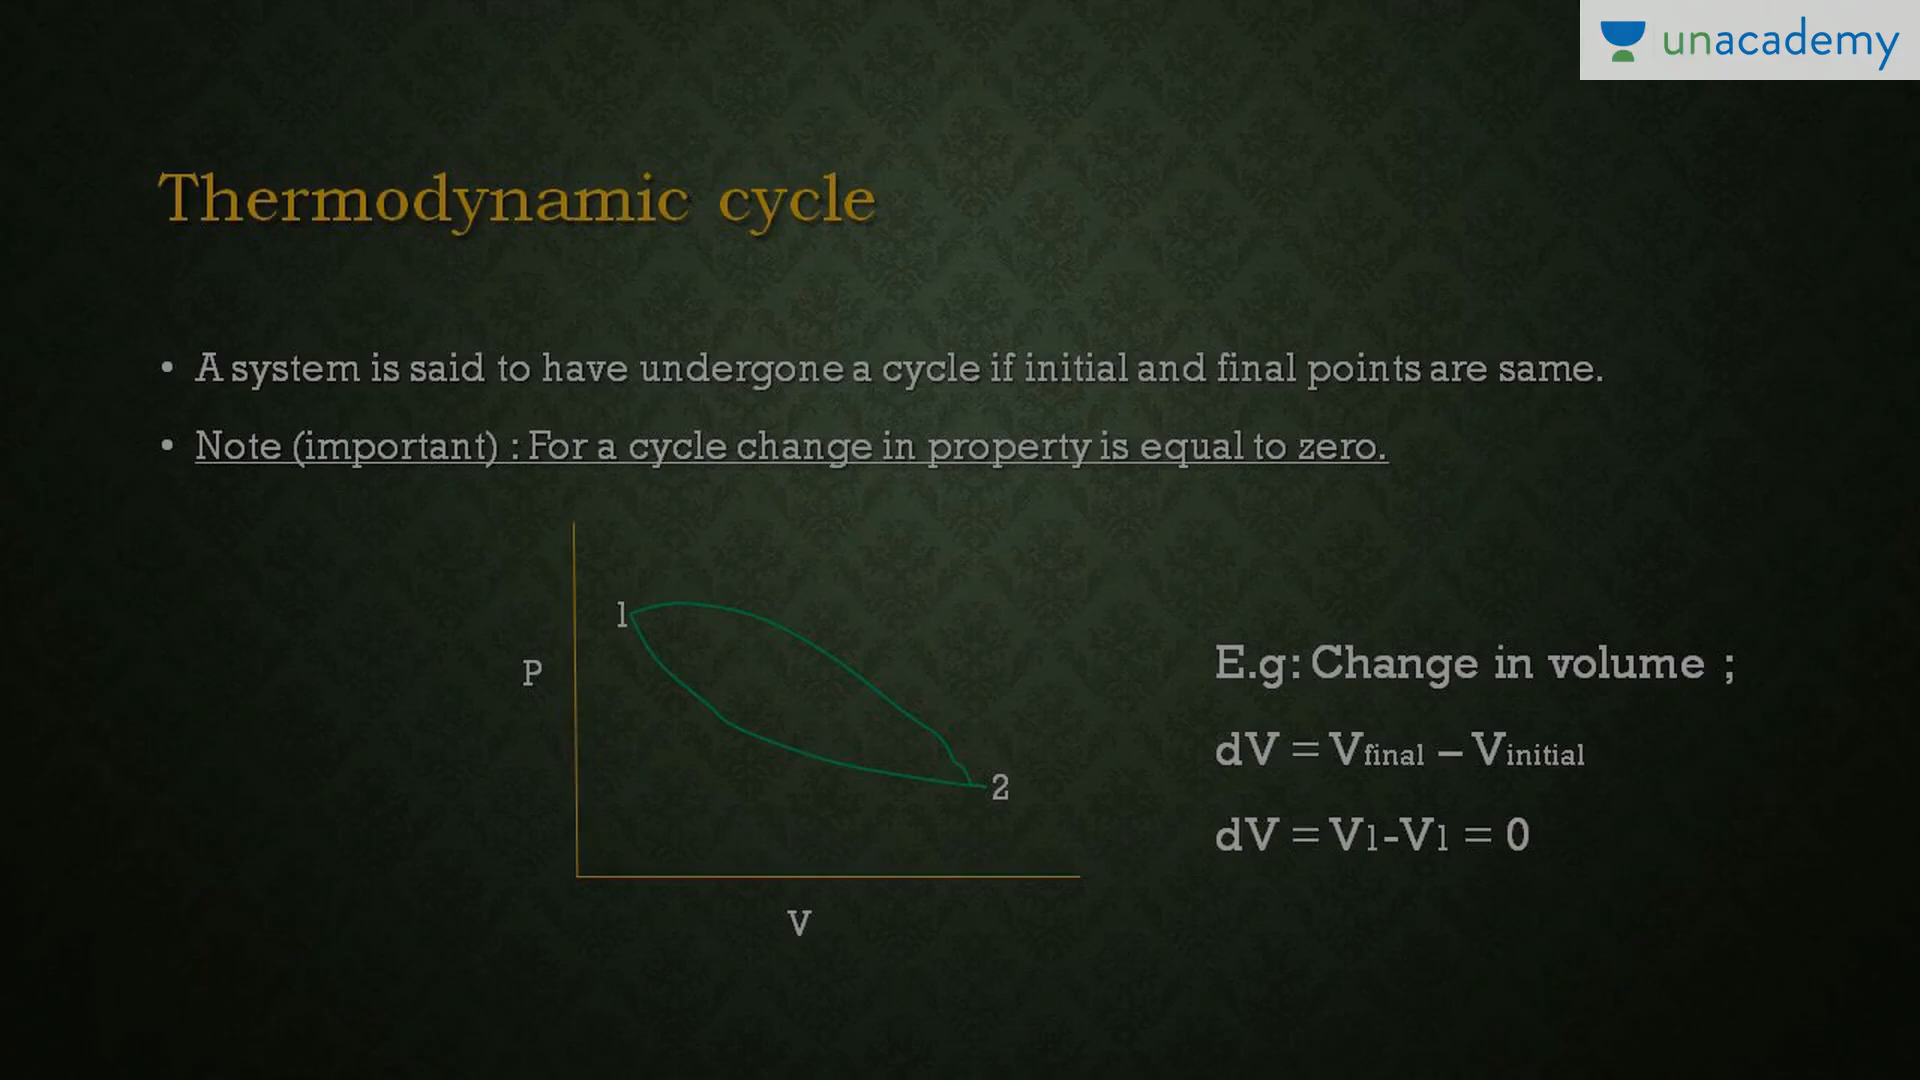 unacademy
Thermodynamic cycle
• A system is said to have undergone a cycle if initial and final points are same.
• Note (important) : For a cycle change in property is equal to zero.
1
P
2
V
E.g: Change in volume ;
dV = Vfinal – Vinitial
dV = V1-V1 = 0